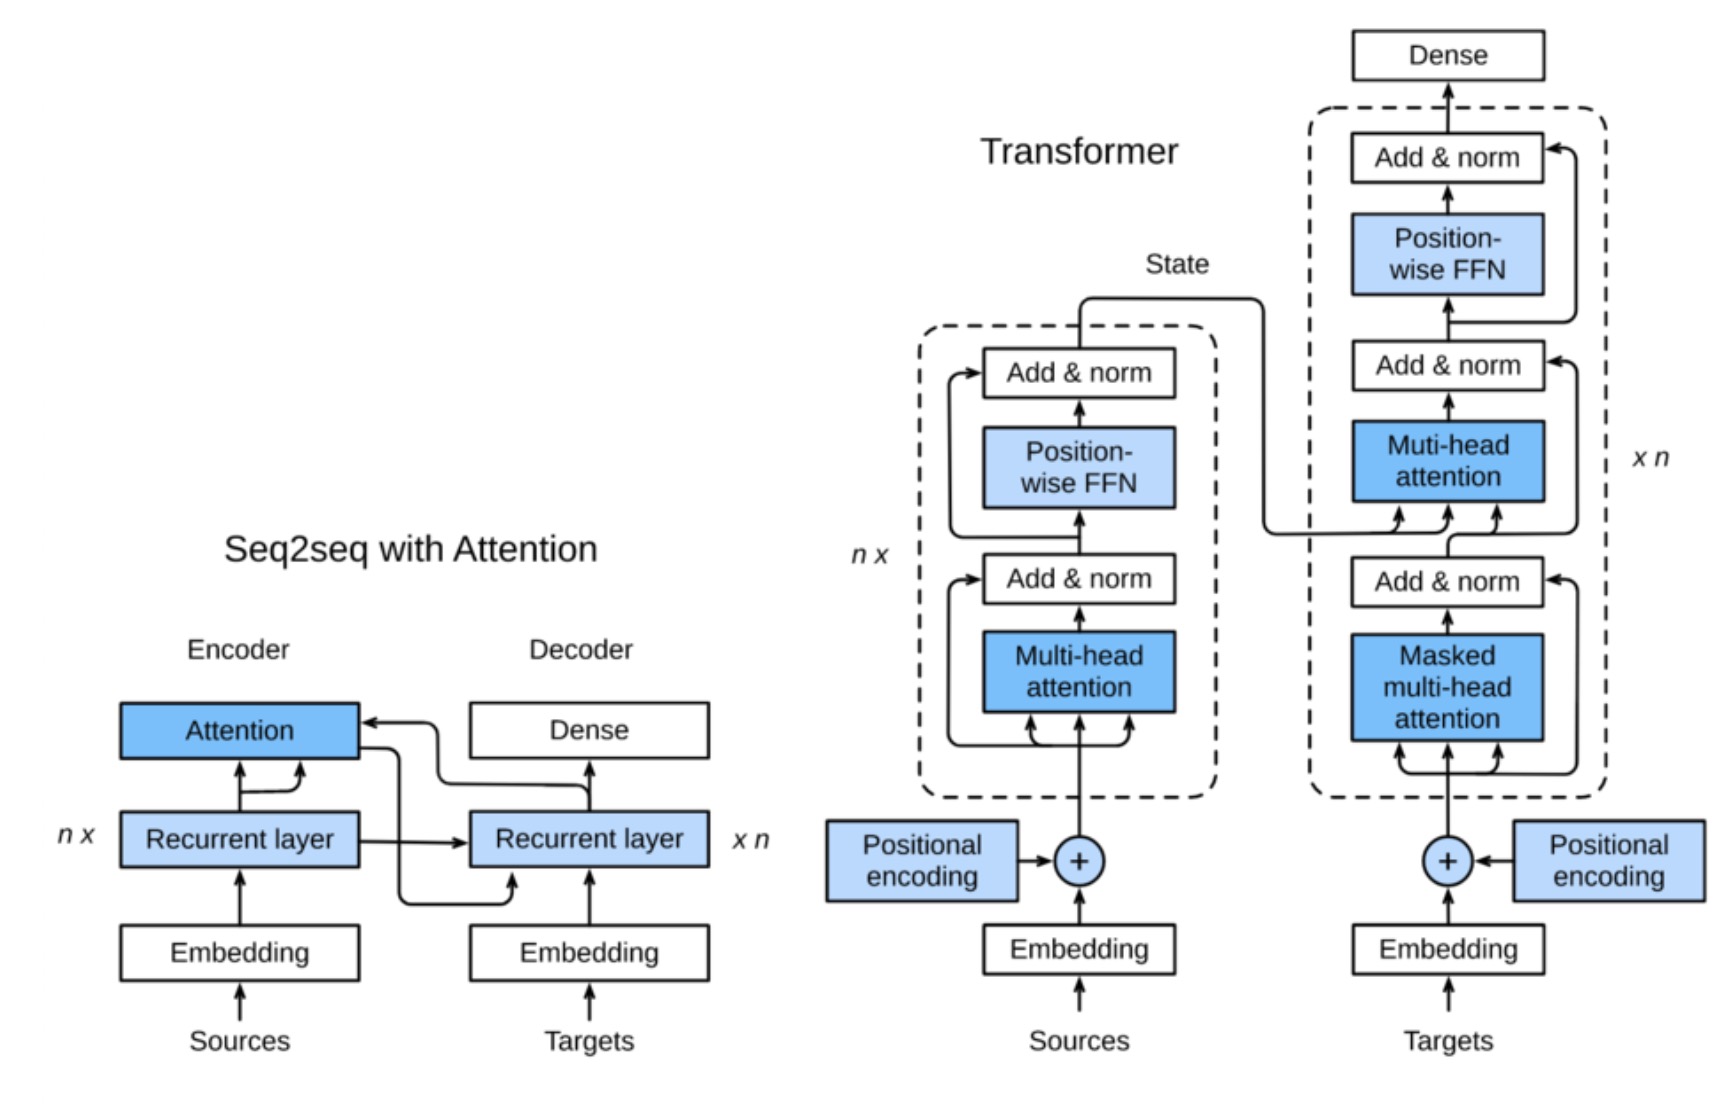 Seq2seq with Attention
Encoder
Decoder
Attention
Dense
n x
Recurrent layer
Recurrent layer
x n
Embedding
Embedding
Sources
Targets
Transformer
State
n x
Add & norm
Position-
wise FFN
Add & norm
Multi-head
attention
Positional
encoding
+
Embedding
Sources
Dense
Add & norm
Position-
wise FFN
Add & norm
Muti-head
attention
x n
Add & norm
Masked
multi-head
attention
+
Positional
encoding
Embedding
Targets